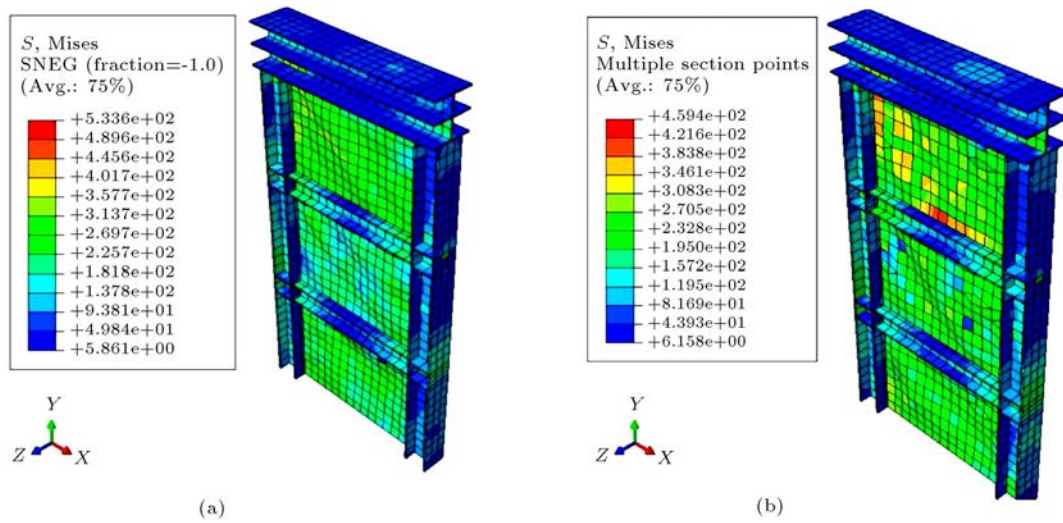 S, Mises
SNEG (fraction=-1.0)
(Avg.: 75%)
+5.336e+02
+4.896e+02
+4.456e+02
+4.017e+02
+3.577e+02
+3.137e+02
+2.697e+02
+2.257e+02
+1.818e+02
+1.378e+02
+9.381e+01
+4.984e+01
+5.861e+00
Y
Z
X
(a)
S, Mises
Multiple section points
(Avg.: 75%)
+4.594e+02
+4.216e+02
+3.838e+02
+3.461e+02
+3.083e+02
+2.705e+02
+2.328e+02
+1.950e+02
+1.572e+02
+1.195e+02
+8.169e+01
+4.393e+01
+6.158e+00
Y
Z
X
(b)